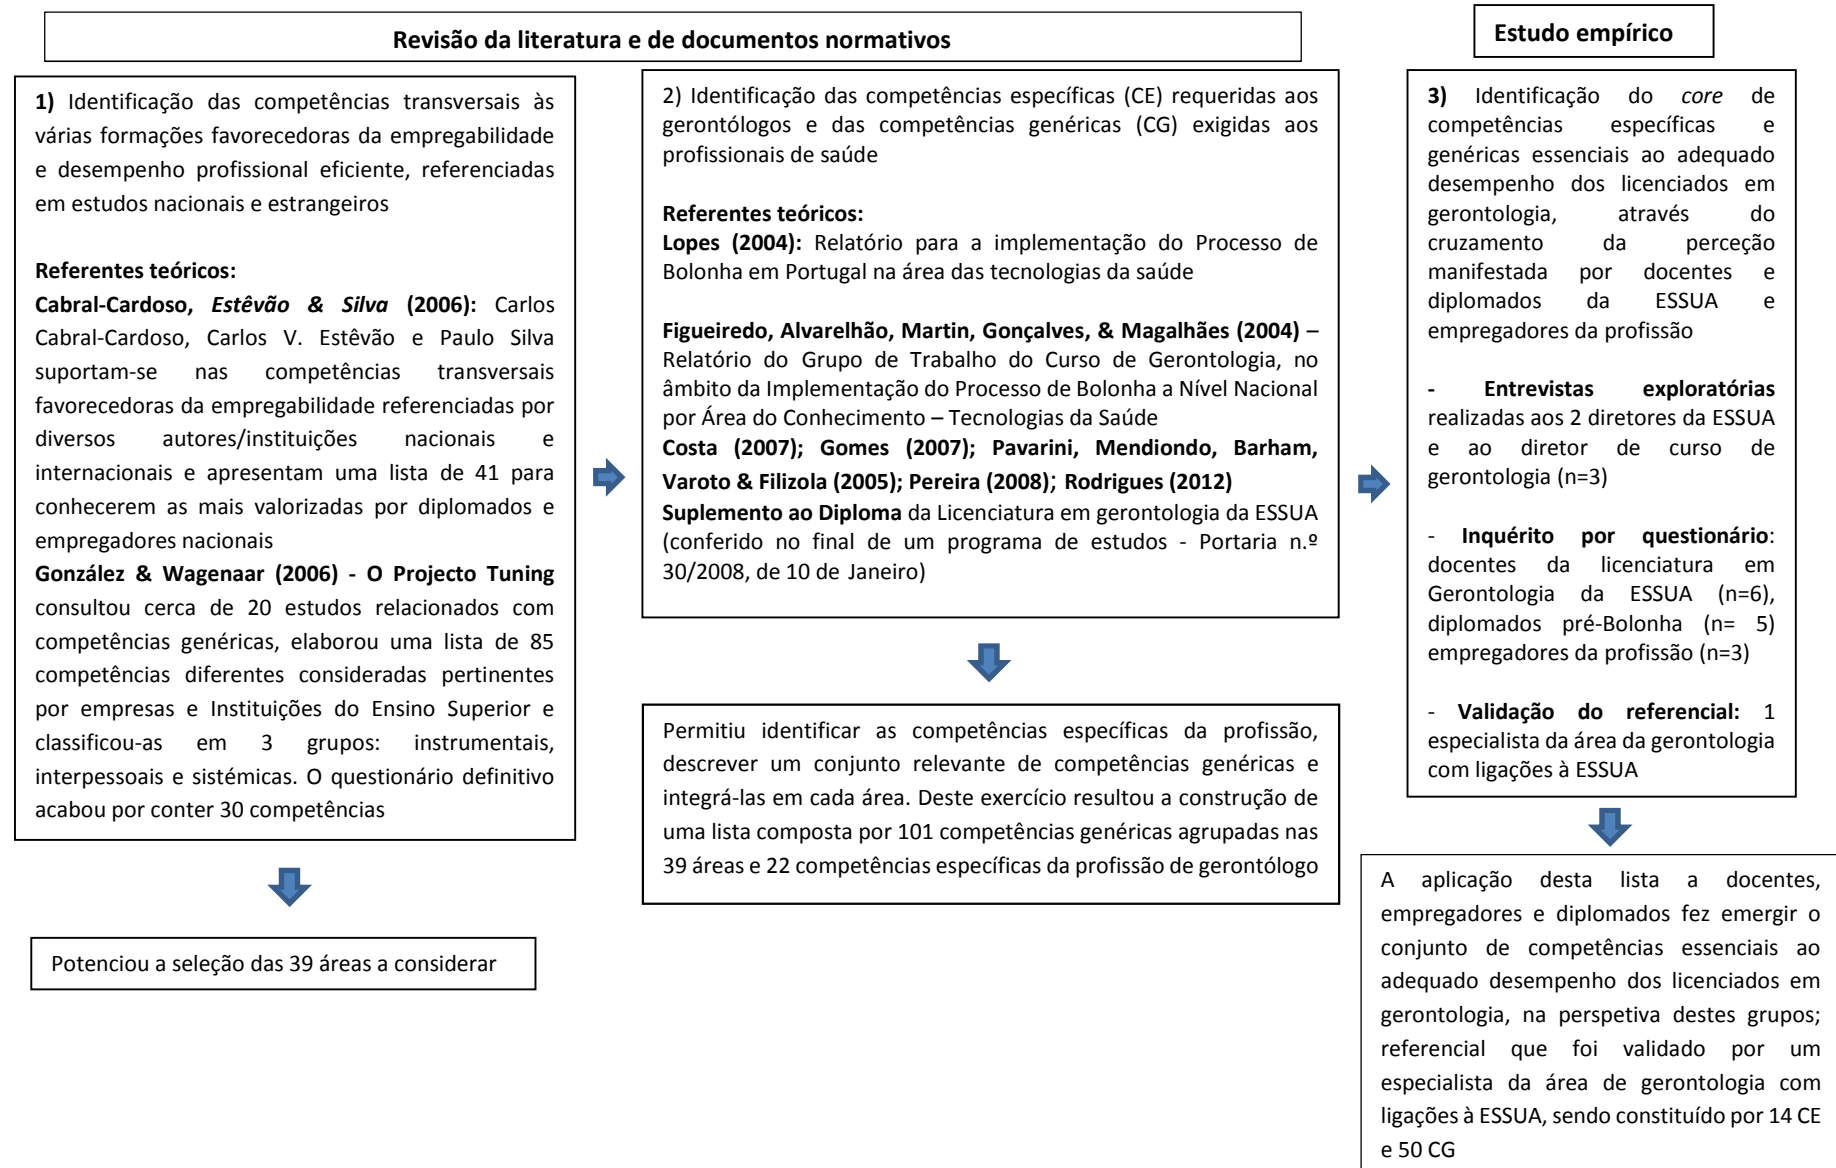 Revisão da literatura e de documentos normativos
Estudo empírico
1) Identificação das competências transversais às
várias formações favorecedoras da empregabilidade
e desempenho profissional eficiente, referenciadas
em estudos nacionais e estrangeiros
Referentes teóricos:
Cabral-Cardoso, Estêvão & Silva (2006): Carlos
Cabral-Cardoso, Carlos V. Estêvão e Paulo Silva
suportam-se nas competências transversais
favorecedoras da empregabilidade referenciadas por
diversos autores/instituições nacionais e
internacionais e apresentam uma lista de 41 para
conhecerem as mais valorizadas por diplomados e
empregadores nacionais
González & Wagenaar (2006) - O Projecto Tuning
consultou cerca de 20 estudos relacionados com
competências genéricas, elaborou uma lista de 85
competências diferentes consideradas pertinentes
por empresas e Instituições do Ensino Superior e
classificou-as em 3 grupos: instrumentais,
interpessoais e sistémicas. O questionário definitivo
acabou por conter 30 competências
Potenciou a seleção das 39 áreas a considerar
2) Identificação das competências específicas (CE) requeridas aos
gerontólogos e das competências genéricas (CG) exigidas aos
profissionais de saúde
Referentes teóricos:
Lopes (2004): Relatório para a implementação do Processo de
Bolonha em Portugal na área das tecnologias da saúde
Figueiredo, Alvarelhão, Martin, Gonçalves, & Magalhães (2004) –
Relatório do Grupo de Trabalho do Curso de Gerontologia, no
âmbito da Implementação do Processo de Bolonha a Nível Nacional
por Área do Conhecimento – Tecnologias da Saúde
Costa (2007); Gomes (2007); Pavarini, Mendiondo, Barham,
Varoto & Filizola (2005); Pereira (2008); Rodrigues (2012)
Suplemento ao Diploma da Licenciatura em gerontologia da ESSUA
(conferido no final de um programa de estudos - Portaria n.º
30/2008, de 10 de Janeiro)
Permitiu identificar as competências específicas da profissão,
descrever um conjunto relevante de competências genéricas e
integrá-las em cada área. Deste exercício resultou a construção de
uma lista composta por 101 competências genéricas agrupadas nas
39 áreas e 22 competências específicas da profissão de gerontólogo
3) Identificação do core de
competências específicas e
genéricas essenciais ao adequado
desempenho dos licenciados em
gerontologia, através do
cruzamento da perceção
manifestada por docentes e
diplomados da ESSUA e
empregadores da profissão
- Entrevistas exploratórias
realizadas aos 2 diretores da ESSUA
e ao diretor de curso de
gerontologia (n=3)
- Inquérito por questionário:
docentes da licenciatura em
Gerontologia da ESSUA (n=6),
diplomados pré-Bolonha (n= 5)
empregadores da profissão (n=3)
- Validação do referencial: 1
especialista da área da gerontologia
com ligações à ESSUA
A aplicação desta lista a docentes,
empregadores e diplomados fez emergir o
conjunto de competências essenciais ao
adequado desempenho dos licenciados em
gerontologia, na perspetiva destes grupos;
referencial que foi validado por um
especialista da área de gerontologia com
ligações à ESSUA, sendo constituído por 14 CE
e 50 CG